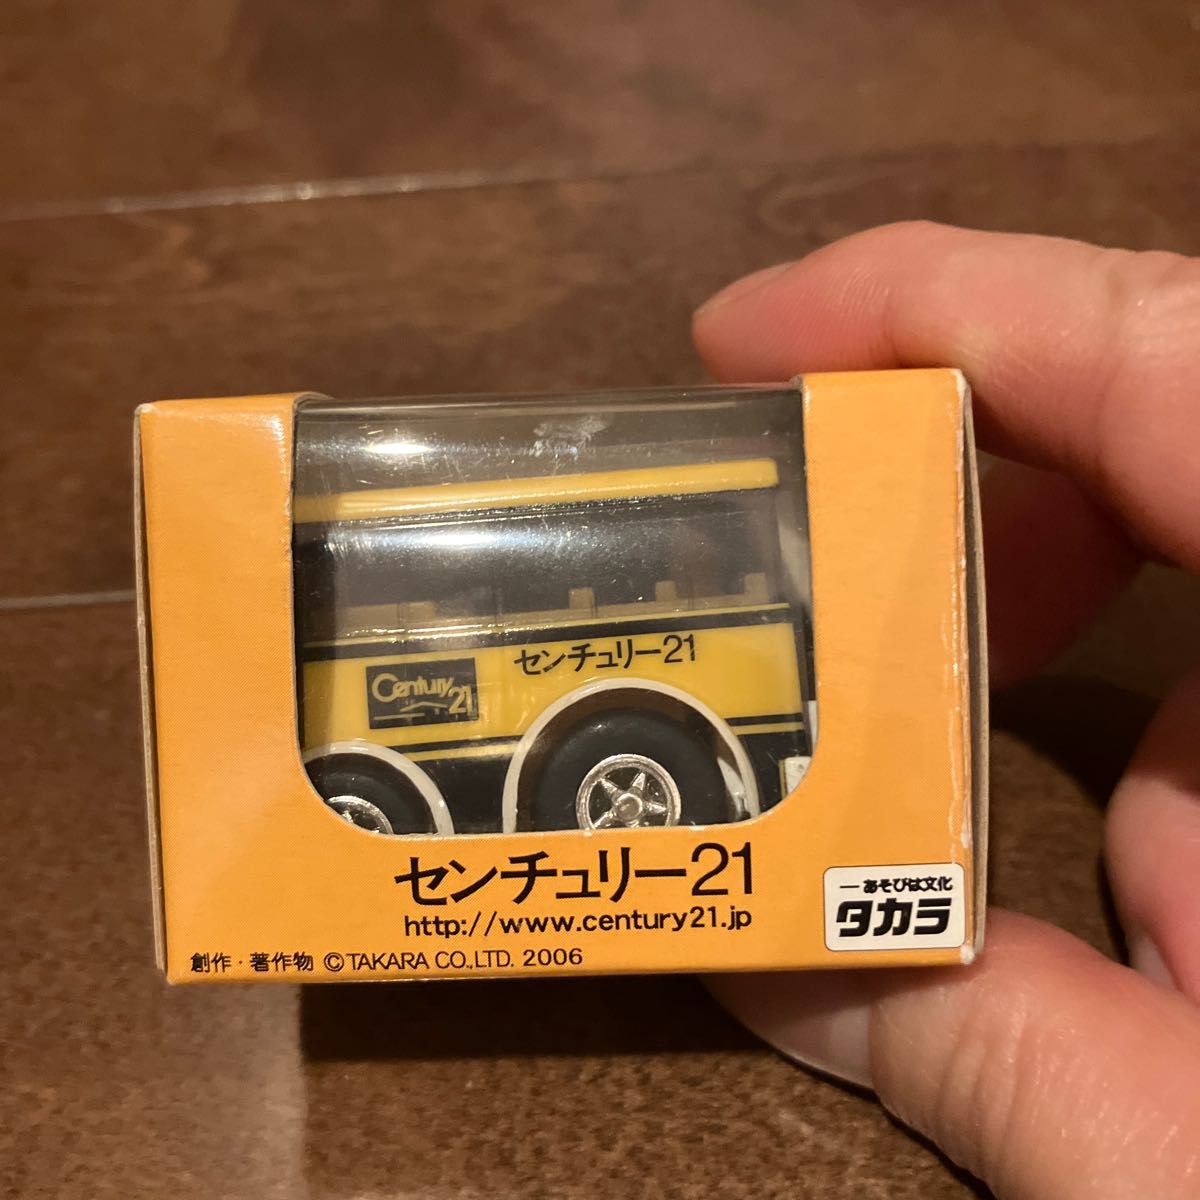 センチュリー21
Century 21
センチュリー21
http://www.century21.jp
創作・著作物 ©TAKARA CO.,LTD. 2006
―あそびは文化
タカラ